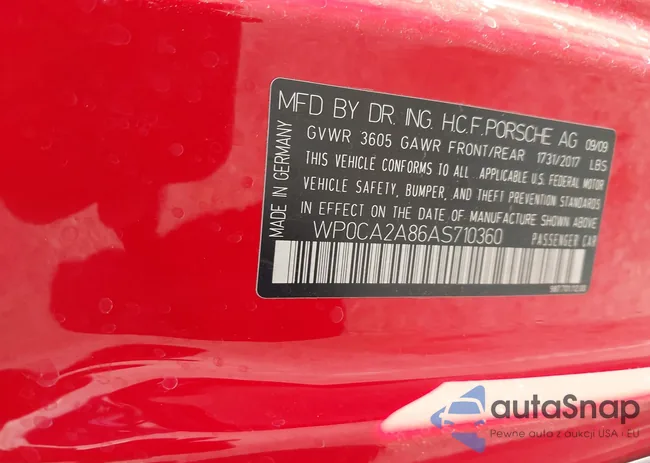 MFD BY DR. ING. H.C.F. PORSCHE AG 09/09
GVWR 3605 GAWR FRONT/REAR 1731/2017 LBS
THIS VEHICLE CONFORMS TO ALL APPLICABLE U.S. FEDERAL MOTOR
VEHICLE SAFETY, BUMPER, AND THEFT PREVENTION STANDARDS
IN EFFECT ON THE DATE OF MANUFACTURE SHOWN ABOVE
WP0CA2A86AS710360 PASSENGER CAR
MADE IN GERMANY
autaSnap
Pewne auta z aukcji USA i EU